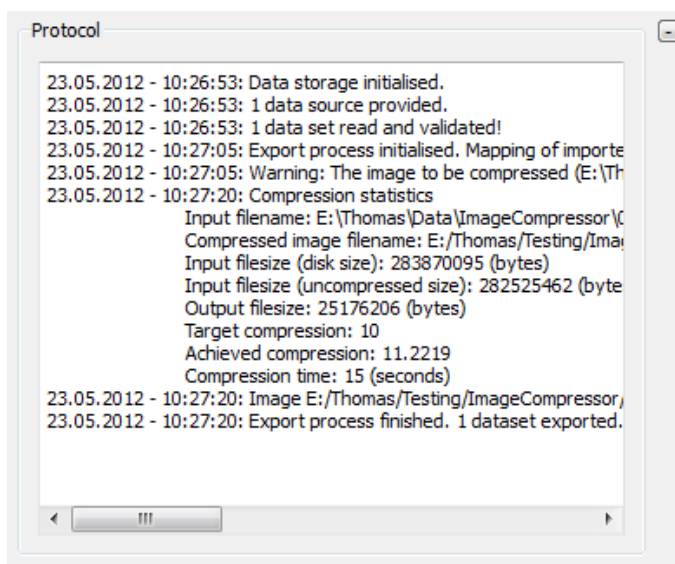 Protocol
23.05.2012 - 10:26:53: Data storage initialised.
23.05.2012 - 10:26:53: 1 data source provided.
23.05.2012 - 10:26:53: 1 data set read and validated!
23.05.2012 - 10:27:05: Export process initialised. Mapping of importe
23.05.2012 - 10:27:05: Warning: The image to be compressed (E:\Th
23.05.2012 - 10:27:20: Compression statistics
Input filename: E:\Thomas\Data\ImageCompressor\
Compressed image filename: E:/Thomas/Testing/Ima
Input filesize (disk size): 283870095 (bytes)
Input filesize (uncompressed size): 282525462 (byte
Output filesize: 25176206 (bytes)
Target compression: 10
Achieved compression: 11.2219
Compression time: 15 (seconds)
23.05.2012 - 10:27:20: Image E:/Thomas/Testing/ImageCompressor/
23.05.2012 - 10:27:20: Export process finished. 1 dataset exported.